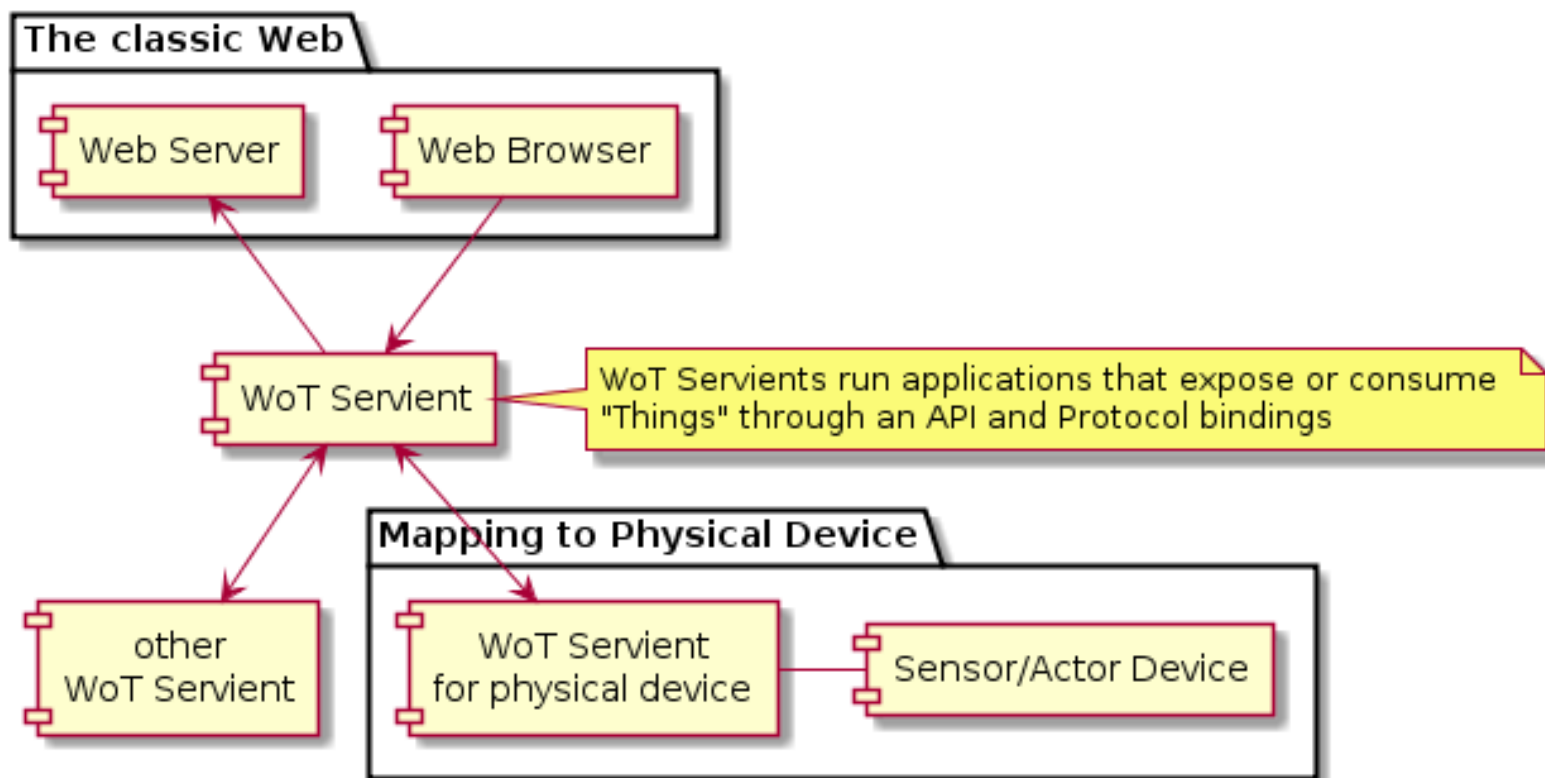 The classic Web
Web Server
Web Browser
WoT Servient
WoT Servients run applications that expose or consume
"Things" through an API and Protocol bindings
Mapping to Physical Device
other
WoT Servient
WoT Servient
for physical device
Sensor/Actor Device